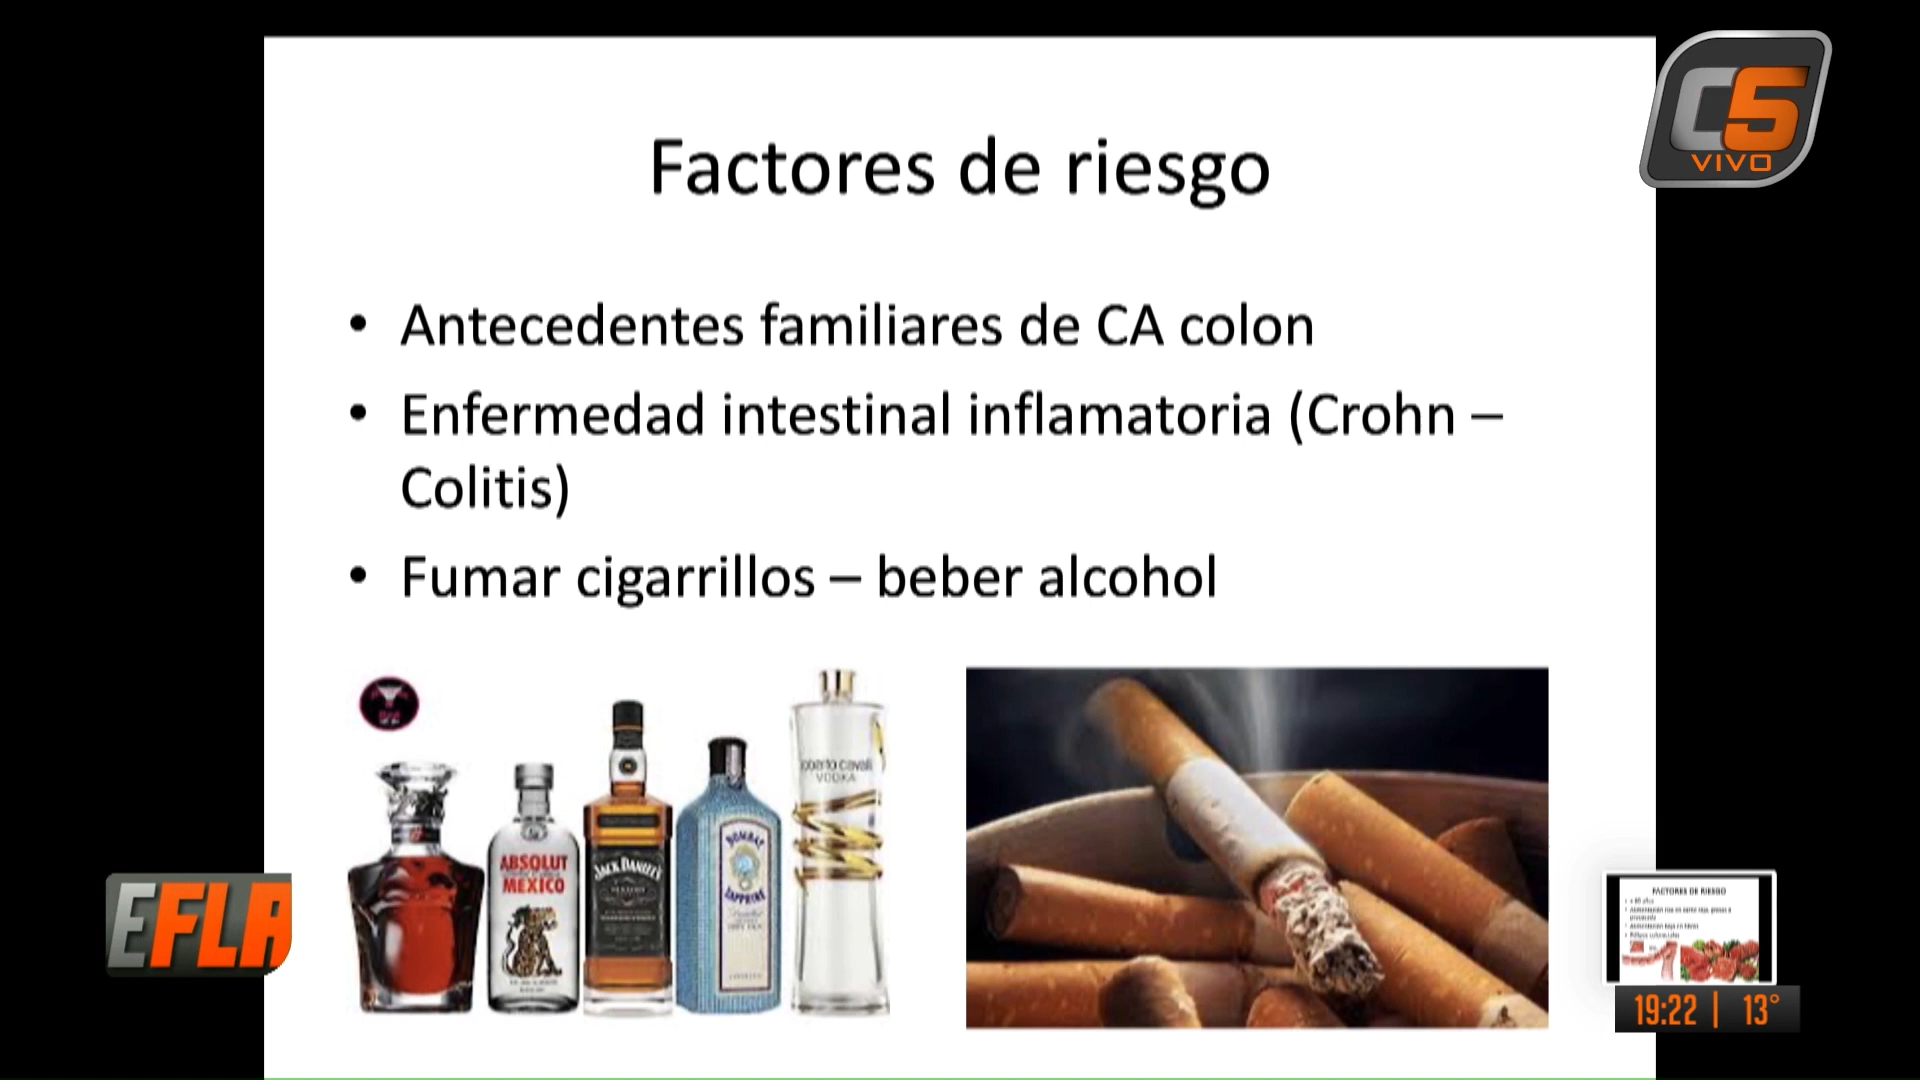 C5
VIVO
Factores de riesgo
• Antecedentes familiares de CA colon
• Enfermedad intestinal inflamatoria (Crohn –
Colitis)
• Fumar cigarrillos – beber alcohol
ABSOLUT
MEXICO
JACK DANIEL'S
BOMBAY
SAPPHIRE
VODKA
EFLA
FACTORES DE RIESGO
19:22 | 13°